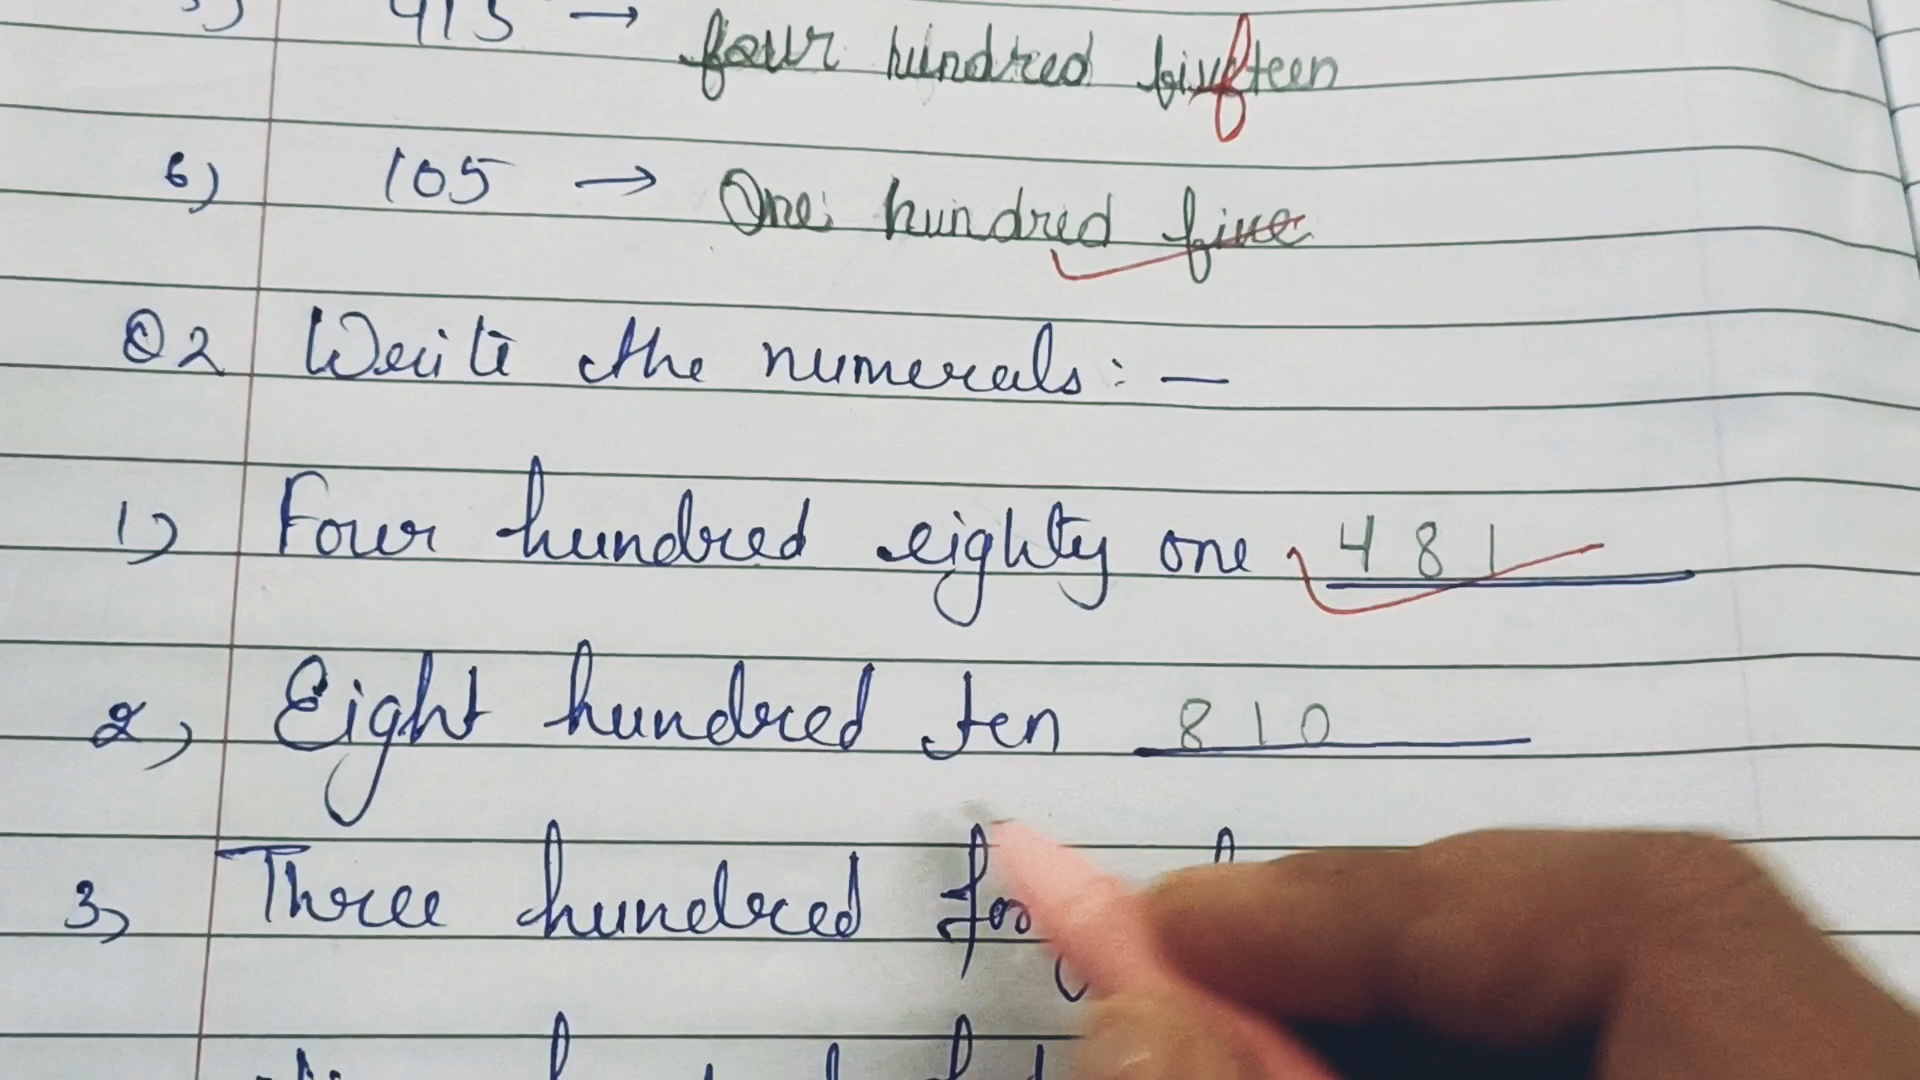 415 → four hundred fifteen
6) 105 → One hundred five
Q2 Write the numerals:—
1) Four hundred eighty one 481
2) Eight hundred ten 810
3) Three hundred